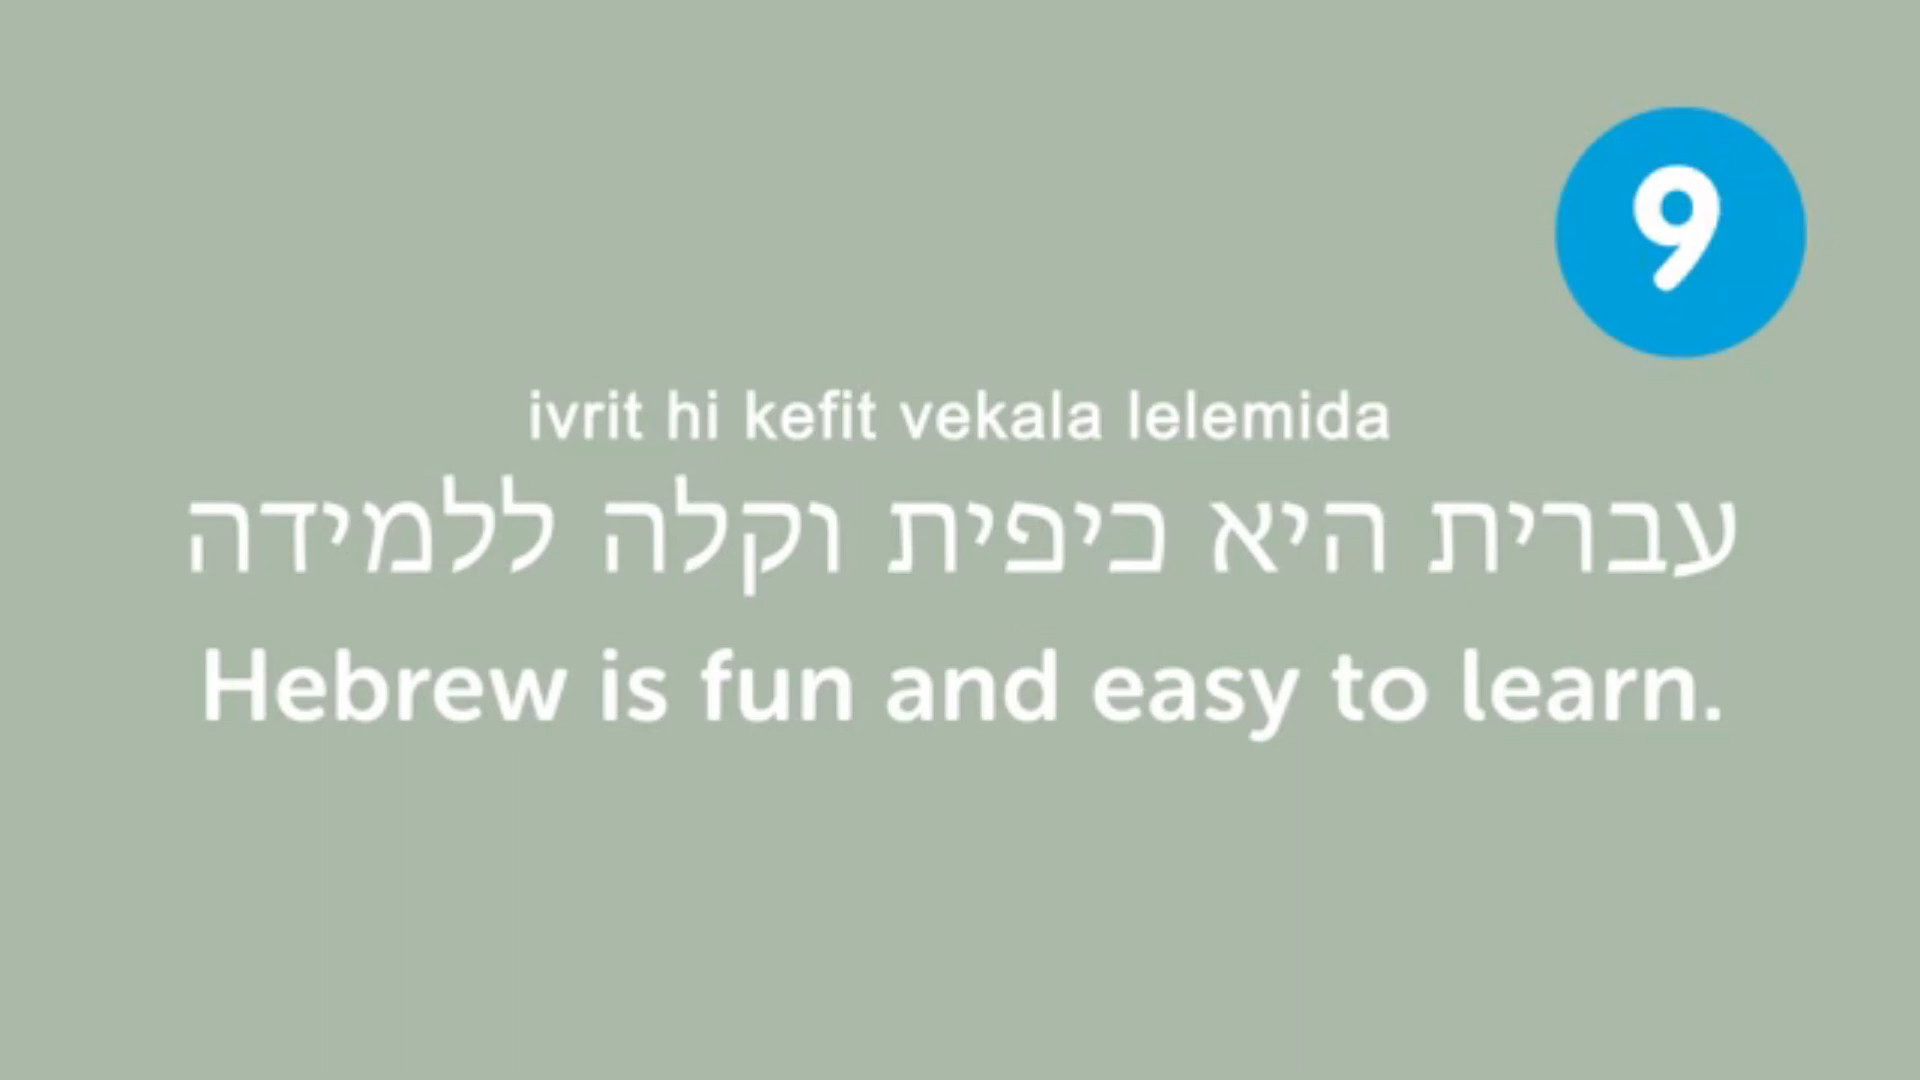 9
ivrit hi kefit vekala lelemida
עברית היא כיפית וקלה ללמידה
Hebrew is fun and easy to learn.